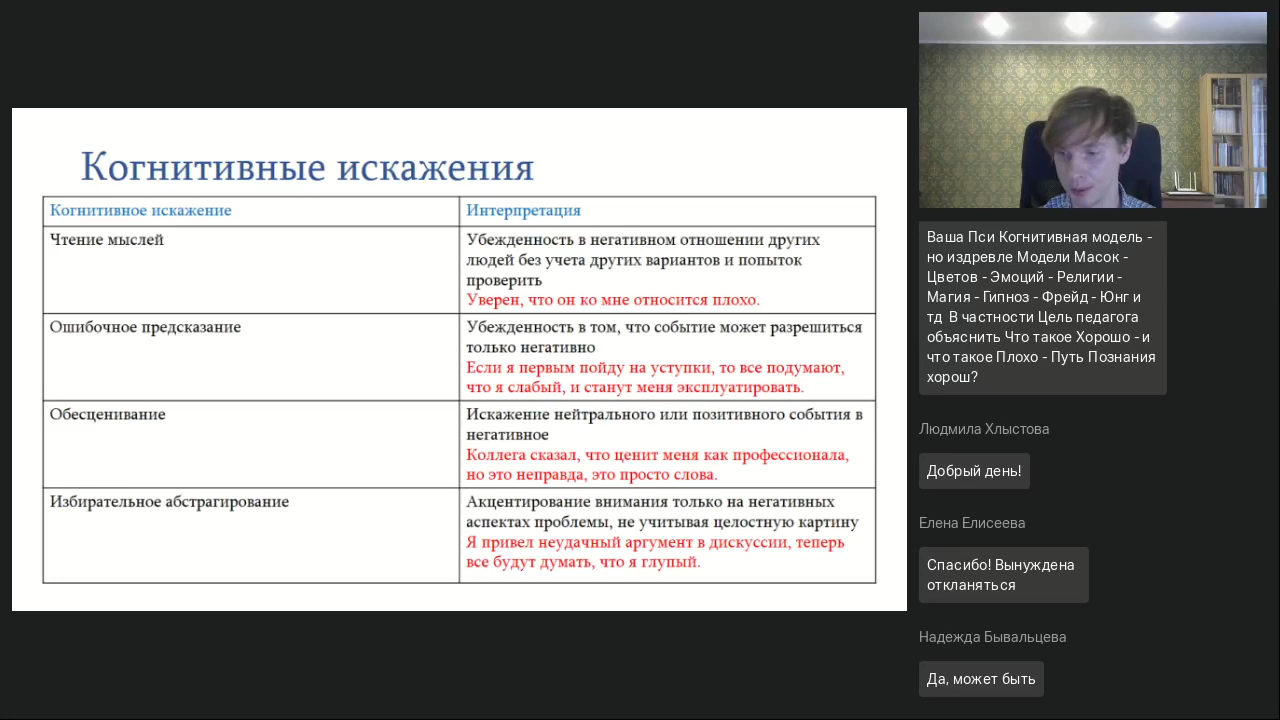 Когнитивные искажения
Когнитивное искажение
Интерпретация
Чтение мыслей
Убежденность в негативном отношении других
людей без учета других вариантов и попыток
проверить
Уверен, что он ко мне относится плохо.
Ошибочное предсказание
Убежденность в том, что событие может разрешиться
только негативно
Если я первым пойду на уступки, то все подумают,
что я слабый, и станут меня эксплуатировать.
Обесценивание
Искажение нейтрального или позитивного события в
негативное
Коллега сказал, что ценит меня как профессионала,
но это неправда, это просто слова.
Избирательное абстрагирование
Акцентирование внимания только на негативных
аспектах проблемы, не учитывая целостную картину
Я привел неудачный аргумент в дискуссии, теперь
все будут думать, что я глупый.
Ваша Пси Когнитивная модель -
но издревле Модели Масок -
Цветов - Эмоций - Религии -
Магия - Гипноз - Фрейд - Юнг и
тд В частности Цель педагога
объяснить Что такое Хорошо - и
что такое Плохо - Путь Познания
хорош?
Людмила Хлыстова
Добрый день!
Елена Елисеева
Спасибо! Вынуждена
откланяться
Надежда Бывальцева
Да, может быть